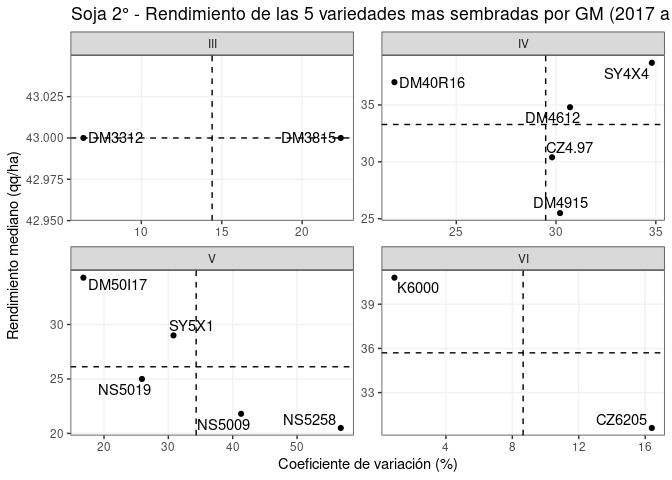 Soja 2° - Rendimiento de las 5 variedades mas sembradas por GM (2017 a
III
IV
43.025
43.000
42.975
42.950
DM3312
DM3815
10
15
20
35
30
25
DM40R16
SY4X4
DM4612
CZ4.97
DM4915
25
30
35
Rendimiento mediano (qq/ha)
V
VI
30
25
20
DM50I17
SY5X1
NS5019
NS5009
NS5258
20
30
40
50
39
36
33
K6000
CZ6205
4
8
12
16
Coeficiente de variación (%)